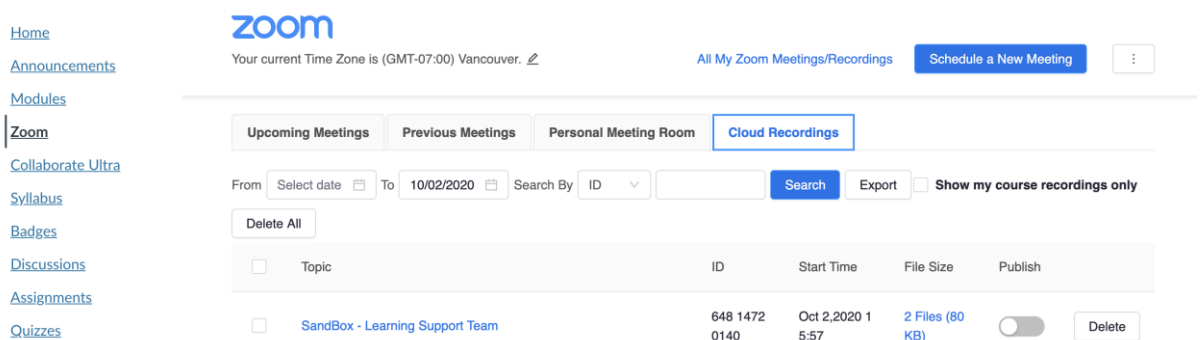 Home
Announcements
Modules
Zoom
Collaborate Ultra
Syllabus
Badges
Discussions
Assignments
Quizzes
zoom
Your current Time Zone is (GMT-07:00) Vancouver.
All My Zoom Meetings/Recordings
Schedule a New Meeting
Upcoming Meetings Previous Meetings Personal Meeting Room Cloud Recordings
From Select date To 10/02/2020 Search By ID Search Export Show my course recordings only
Delete All
Topic ID Start Time File Size Publish
SandBox - Learning Support Team 648 1472 Oct 2,2020 1 2 Files (80 Delete
0140 5:57 KB)